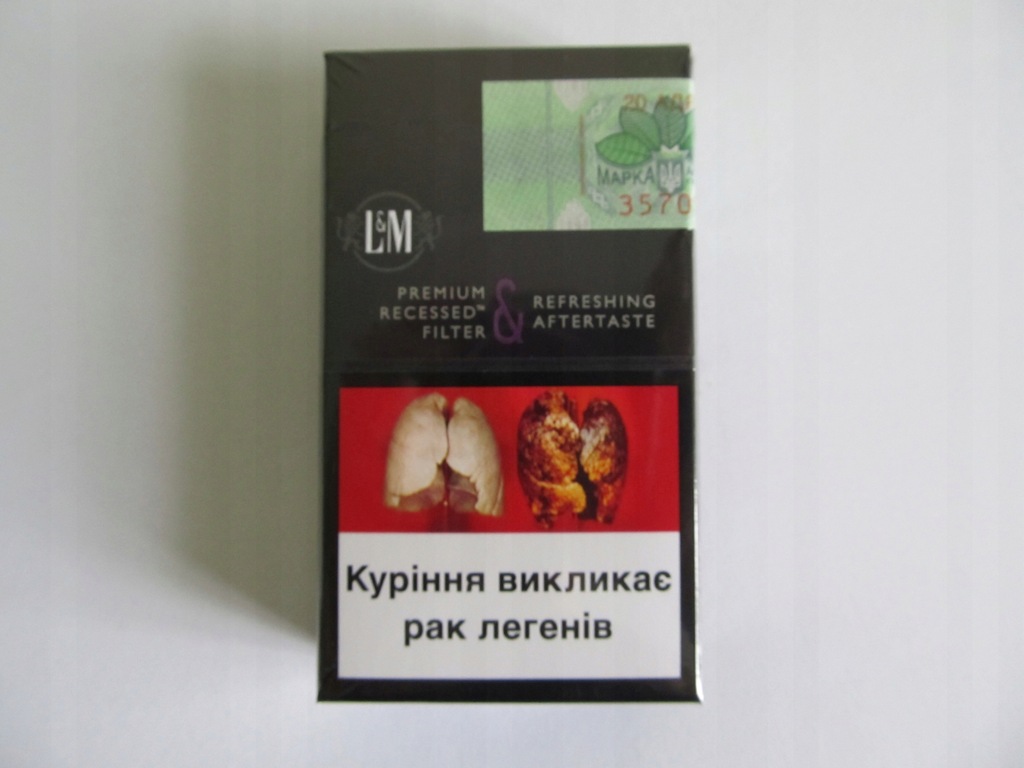 МАРКА
3570
L&M
PREMIUM
RECESSED™
FILTER
&
REFRESHING
AFTERTASTE
Куріння викликає
рак легенів